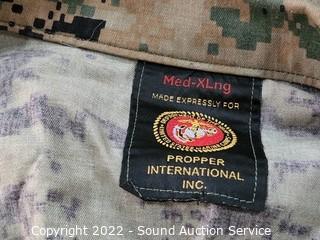 Med-XLng
MADE EXPRESSLY FOR
PROPPER
INTERNATIONAL
INC.
Copyright 2022 - Sound Auction Service